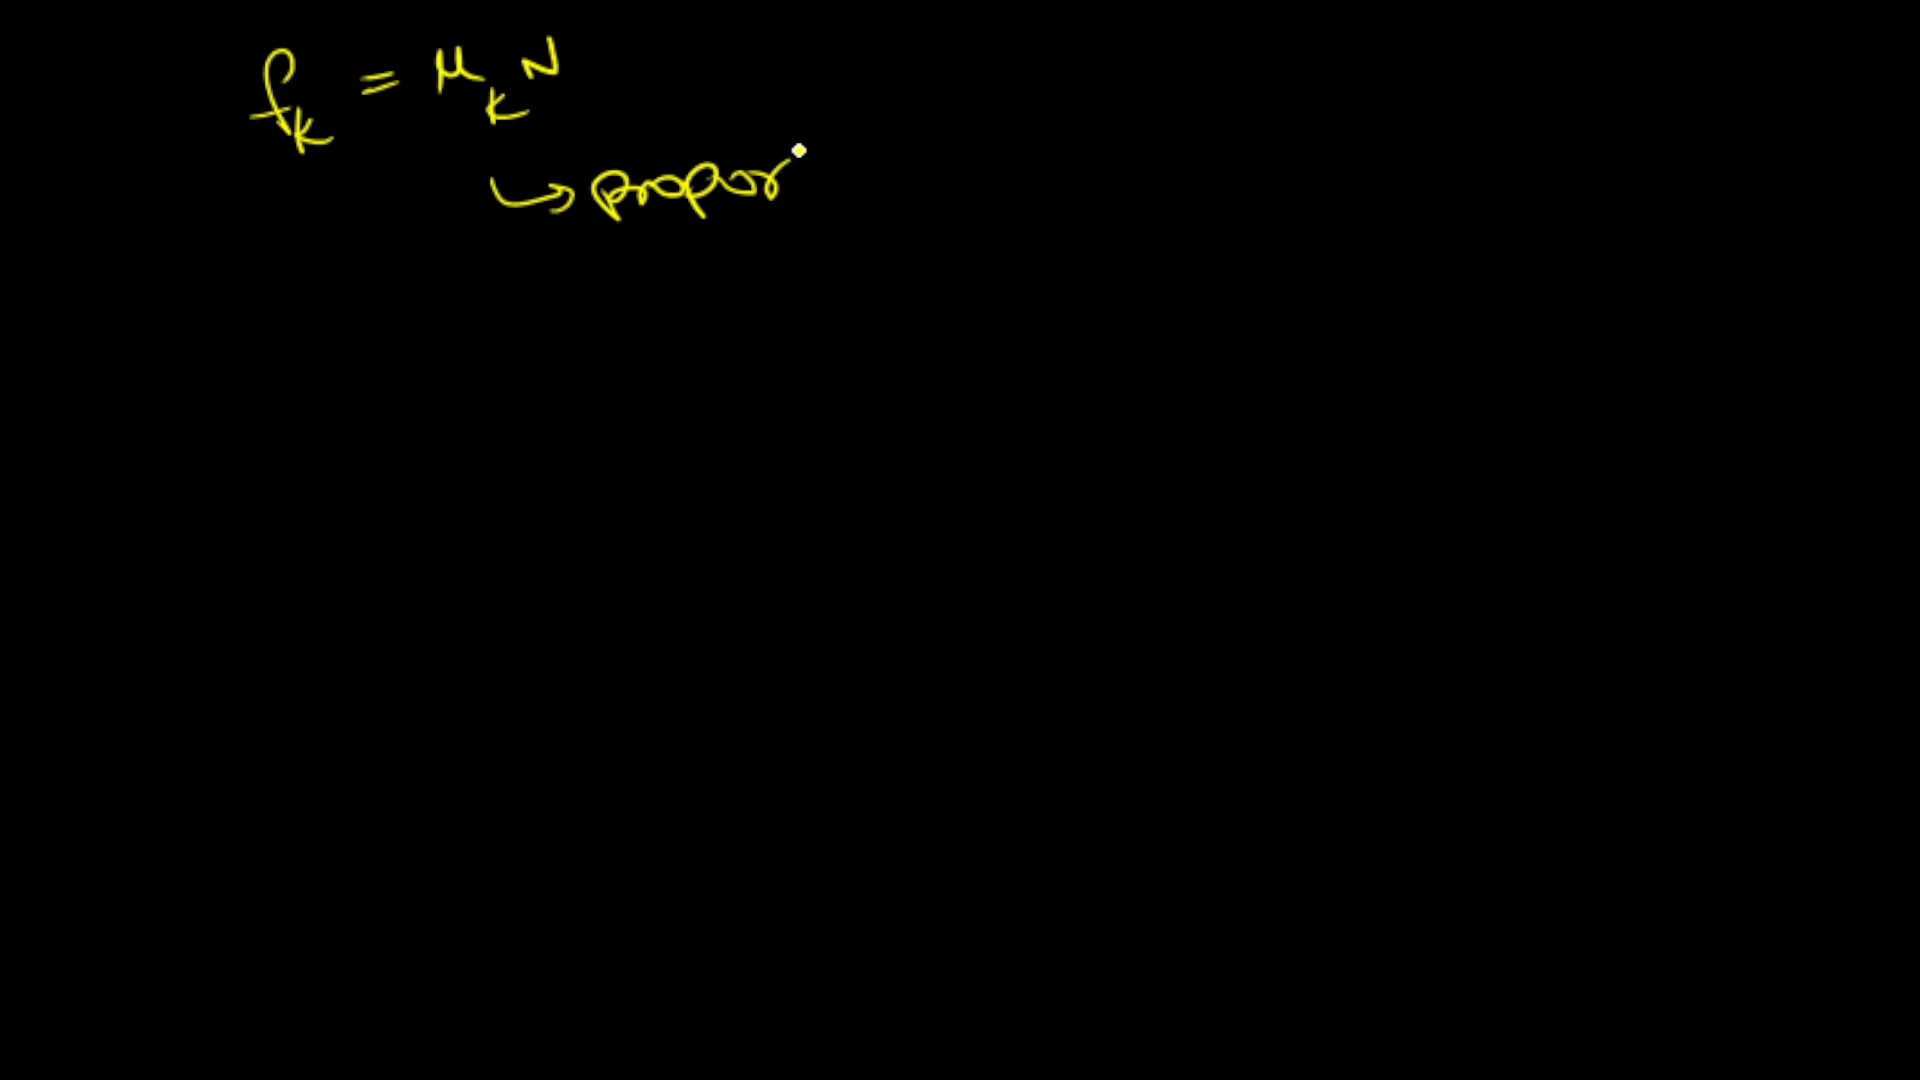 f_k = μ_k N
↳ propor